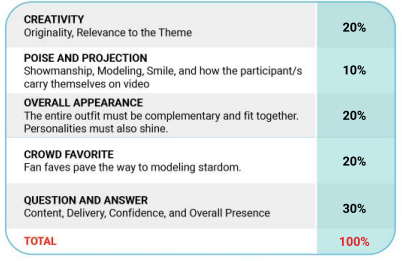 CREATIVITY
Originality, Relevance to the Theme
20%
POISE AND PROJECTION
Showmanship, Modeling, Smile, and how the participant/s
carry themselves on video
10%
OVERALL APPEARANCE
The entire outfit must be complementary and fit together.
Personalities must also shine.
20%
CROWD FAVORITE
Fan faves pave the way to modeling stardom.
20%
QUESTION AND ANSWER
Content, Delivery, Confidence, and Overall Presence
30%
TOTAL
100%